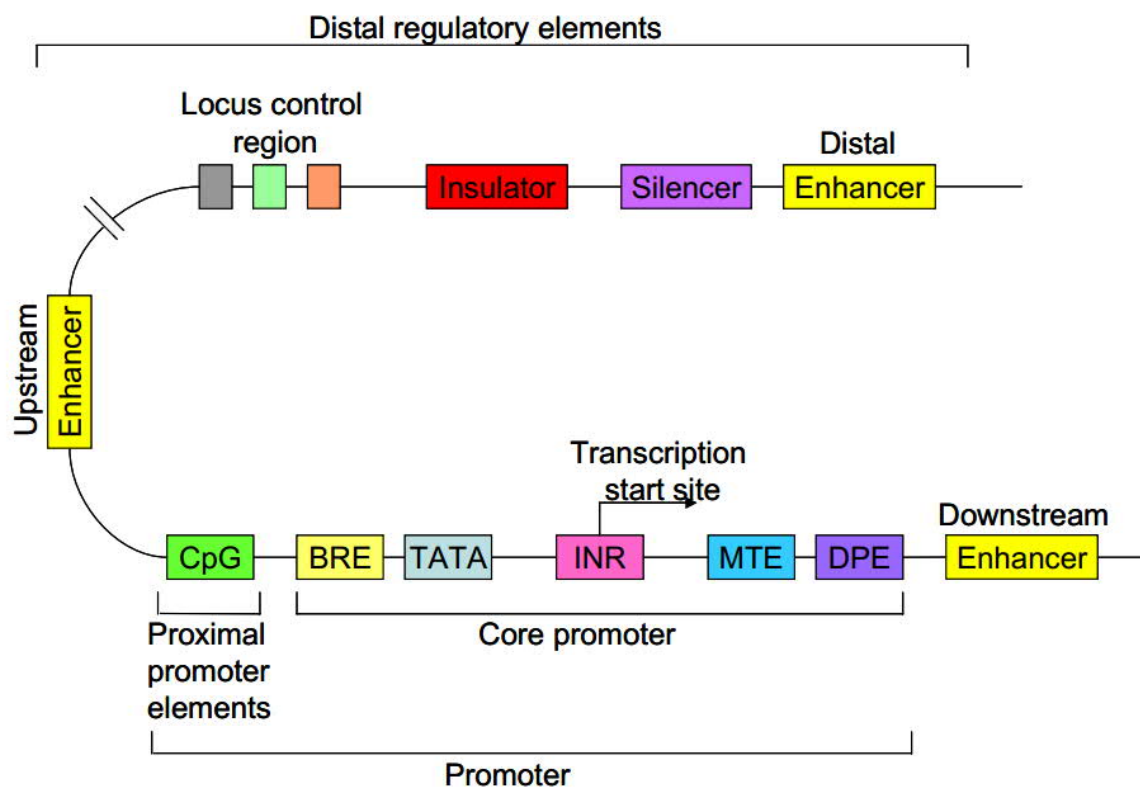 Distal regulatory elements
Locus control
region
Distal
Insulator
Silencer
Enhancer
Upstream
Enhancer
Transcription
start site
Downstream
CpG
BRE
TATA
INR
MTE
DPE
Enhancer
Proximal
promoter
elements
Core promoter
Promoter